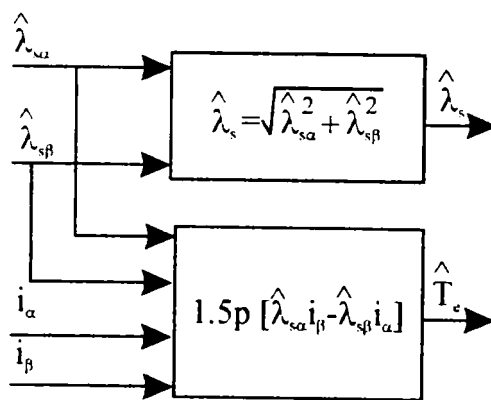 λ̂sα
λ̂s = √(λ̂sα² + λ̂sβ²)
λ̂s
λ̂sβ
1.5p [λ̂sα iβ - λ̂sβ iα]
T̂e
iα
iβ